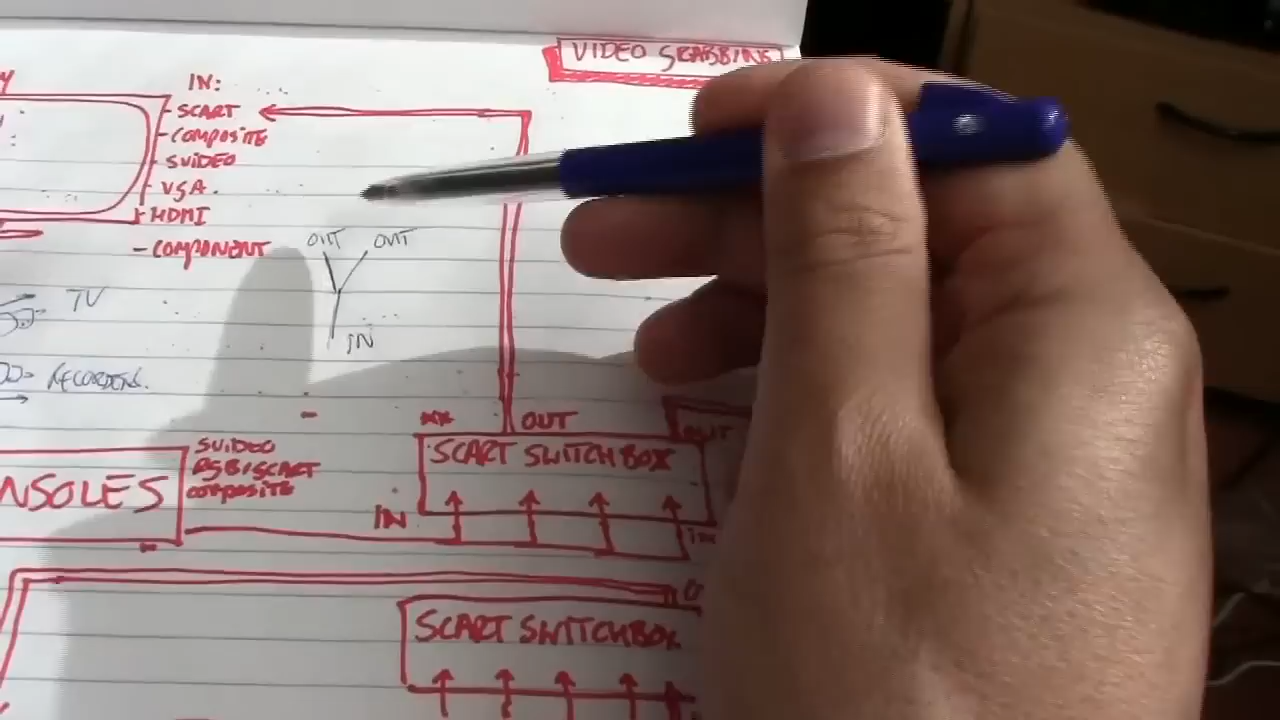 VIDEO GRABBING
IN:
SCART
COMPOSITE
SVIDEO
VGA
HDMI
- COMPONENT
OUT OUT
IN
TV
RECORDERS.
OUT
SCART SWITCHBOX
IN
OUT
IN
SVIDEO
RGB/SCART
COMPOSITE
NSOLES
SCART SWITCHBOX